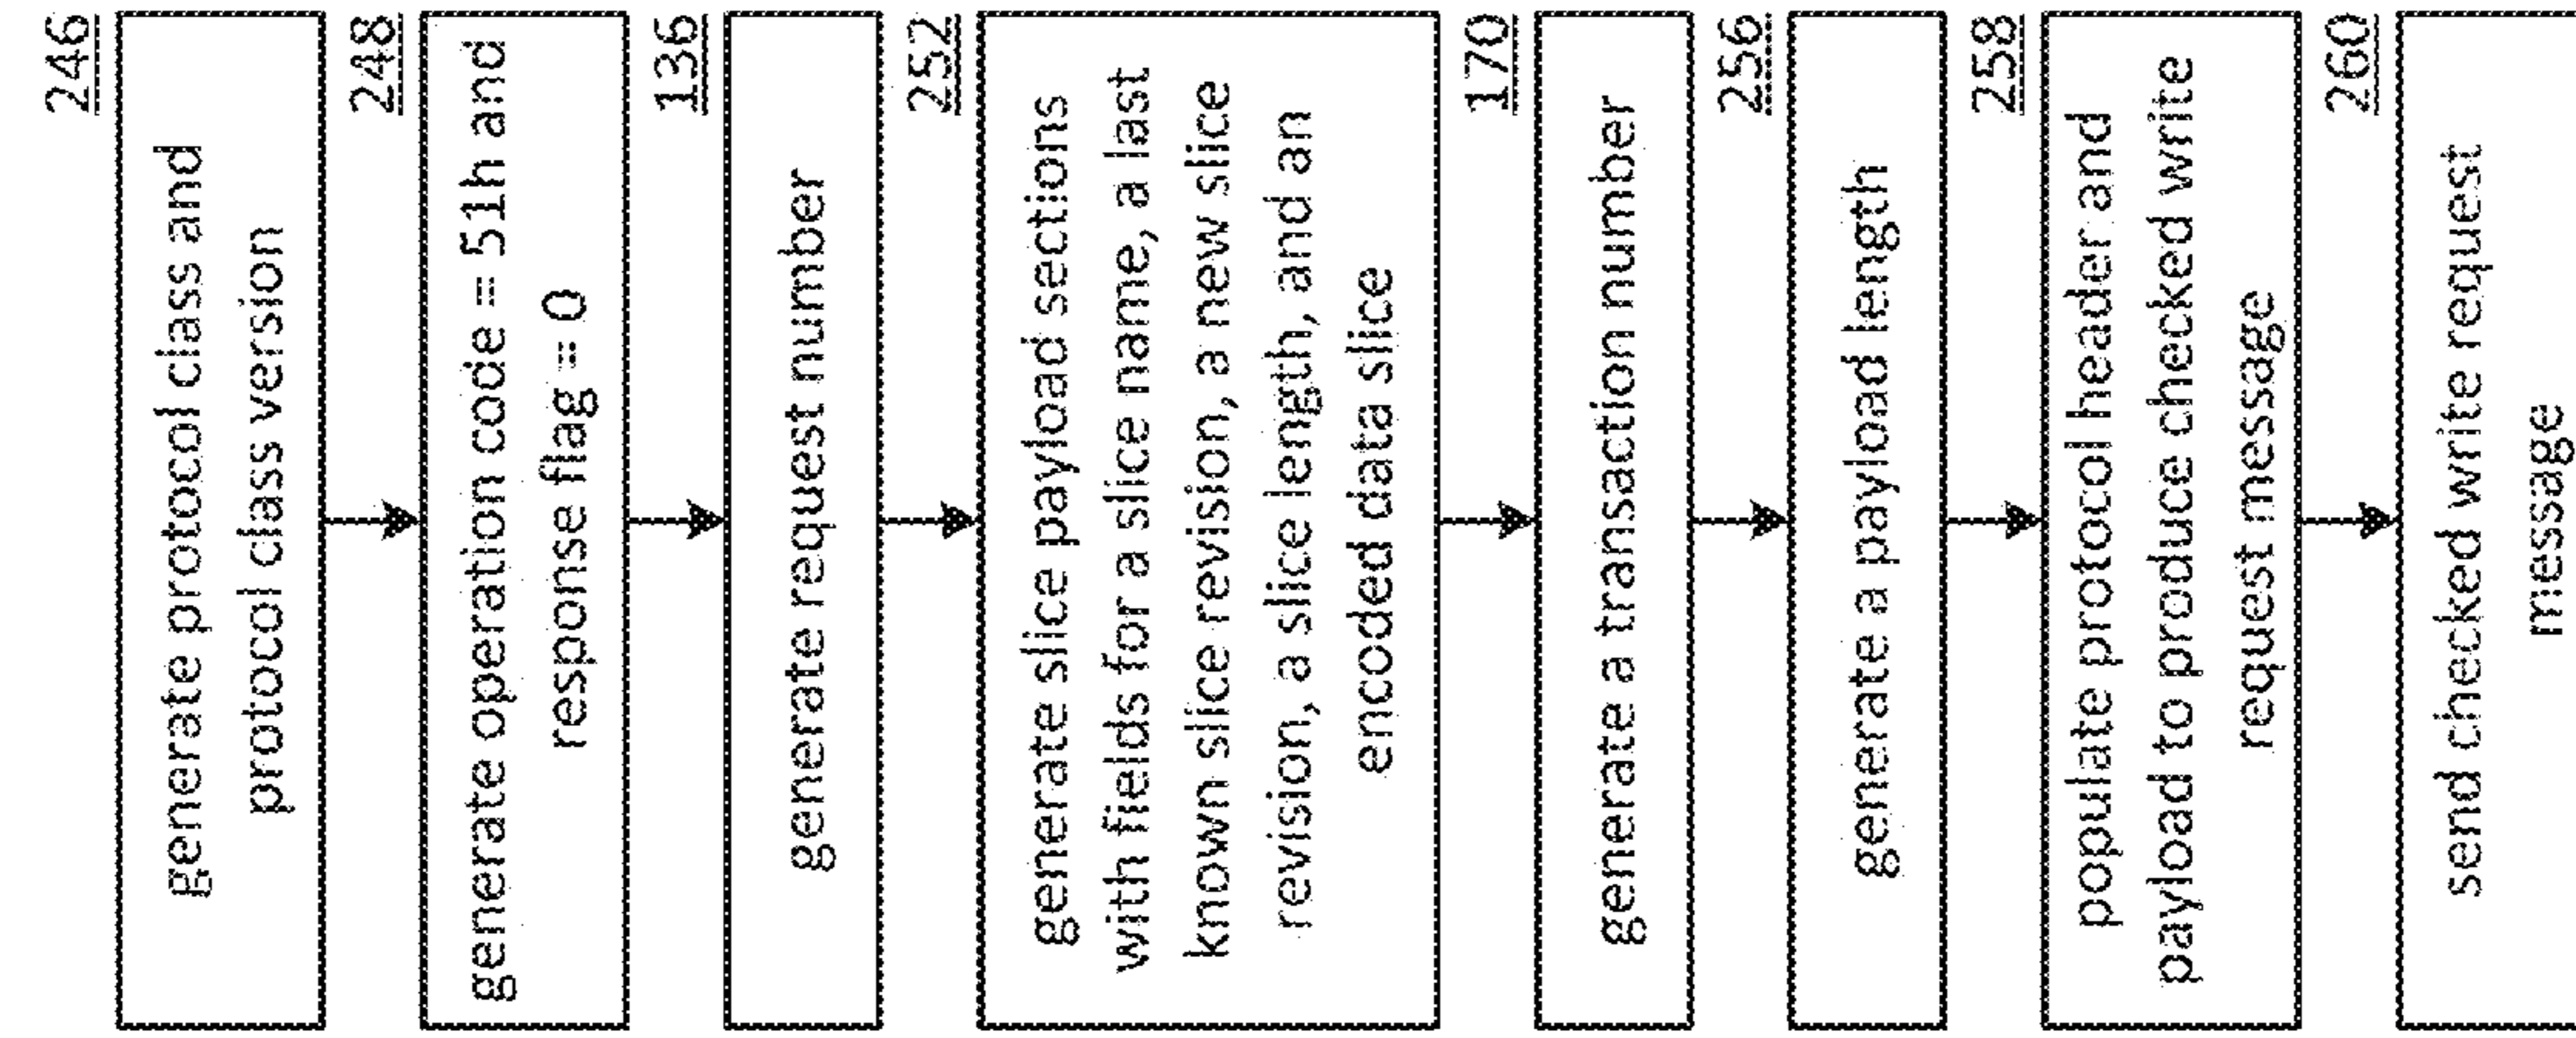 246
generate protocol class and
protocol class version
248
generate operation code = 51h and
response flag = 0
136
generate request number
252
generate slice payload sections
with fields for a slice name, a last
known slice revision, a new slice
revision, a slice length, and an
encoded data slice
170
generate a transaction number
256
generate a payload length
258
populate protocol header and
payload to produce checked write
request message
260
send checked write request
message